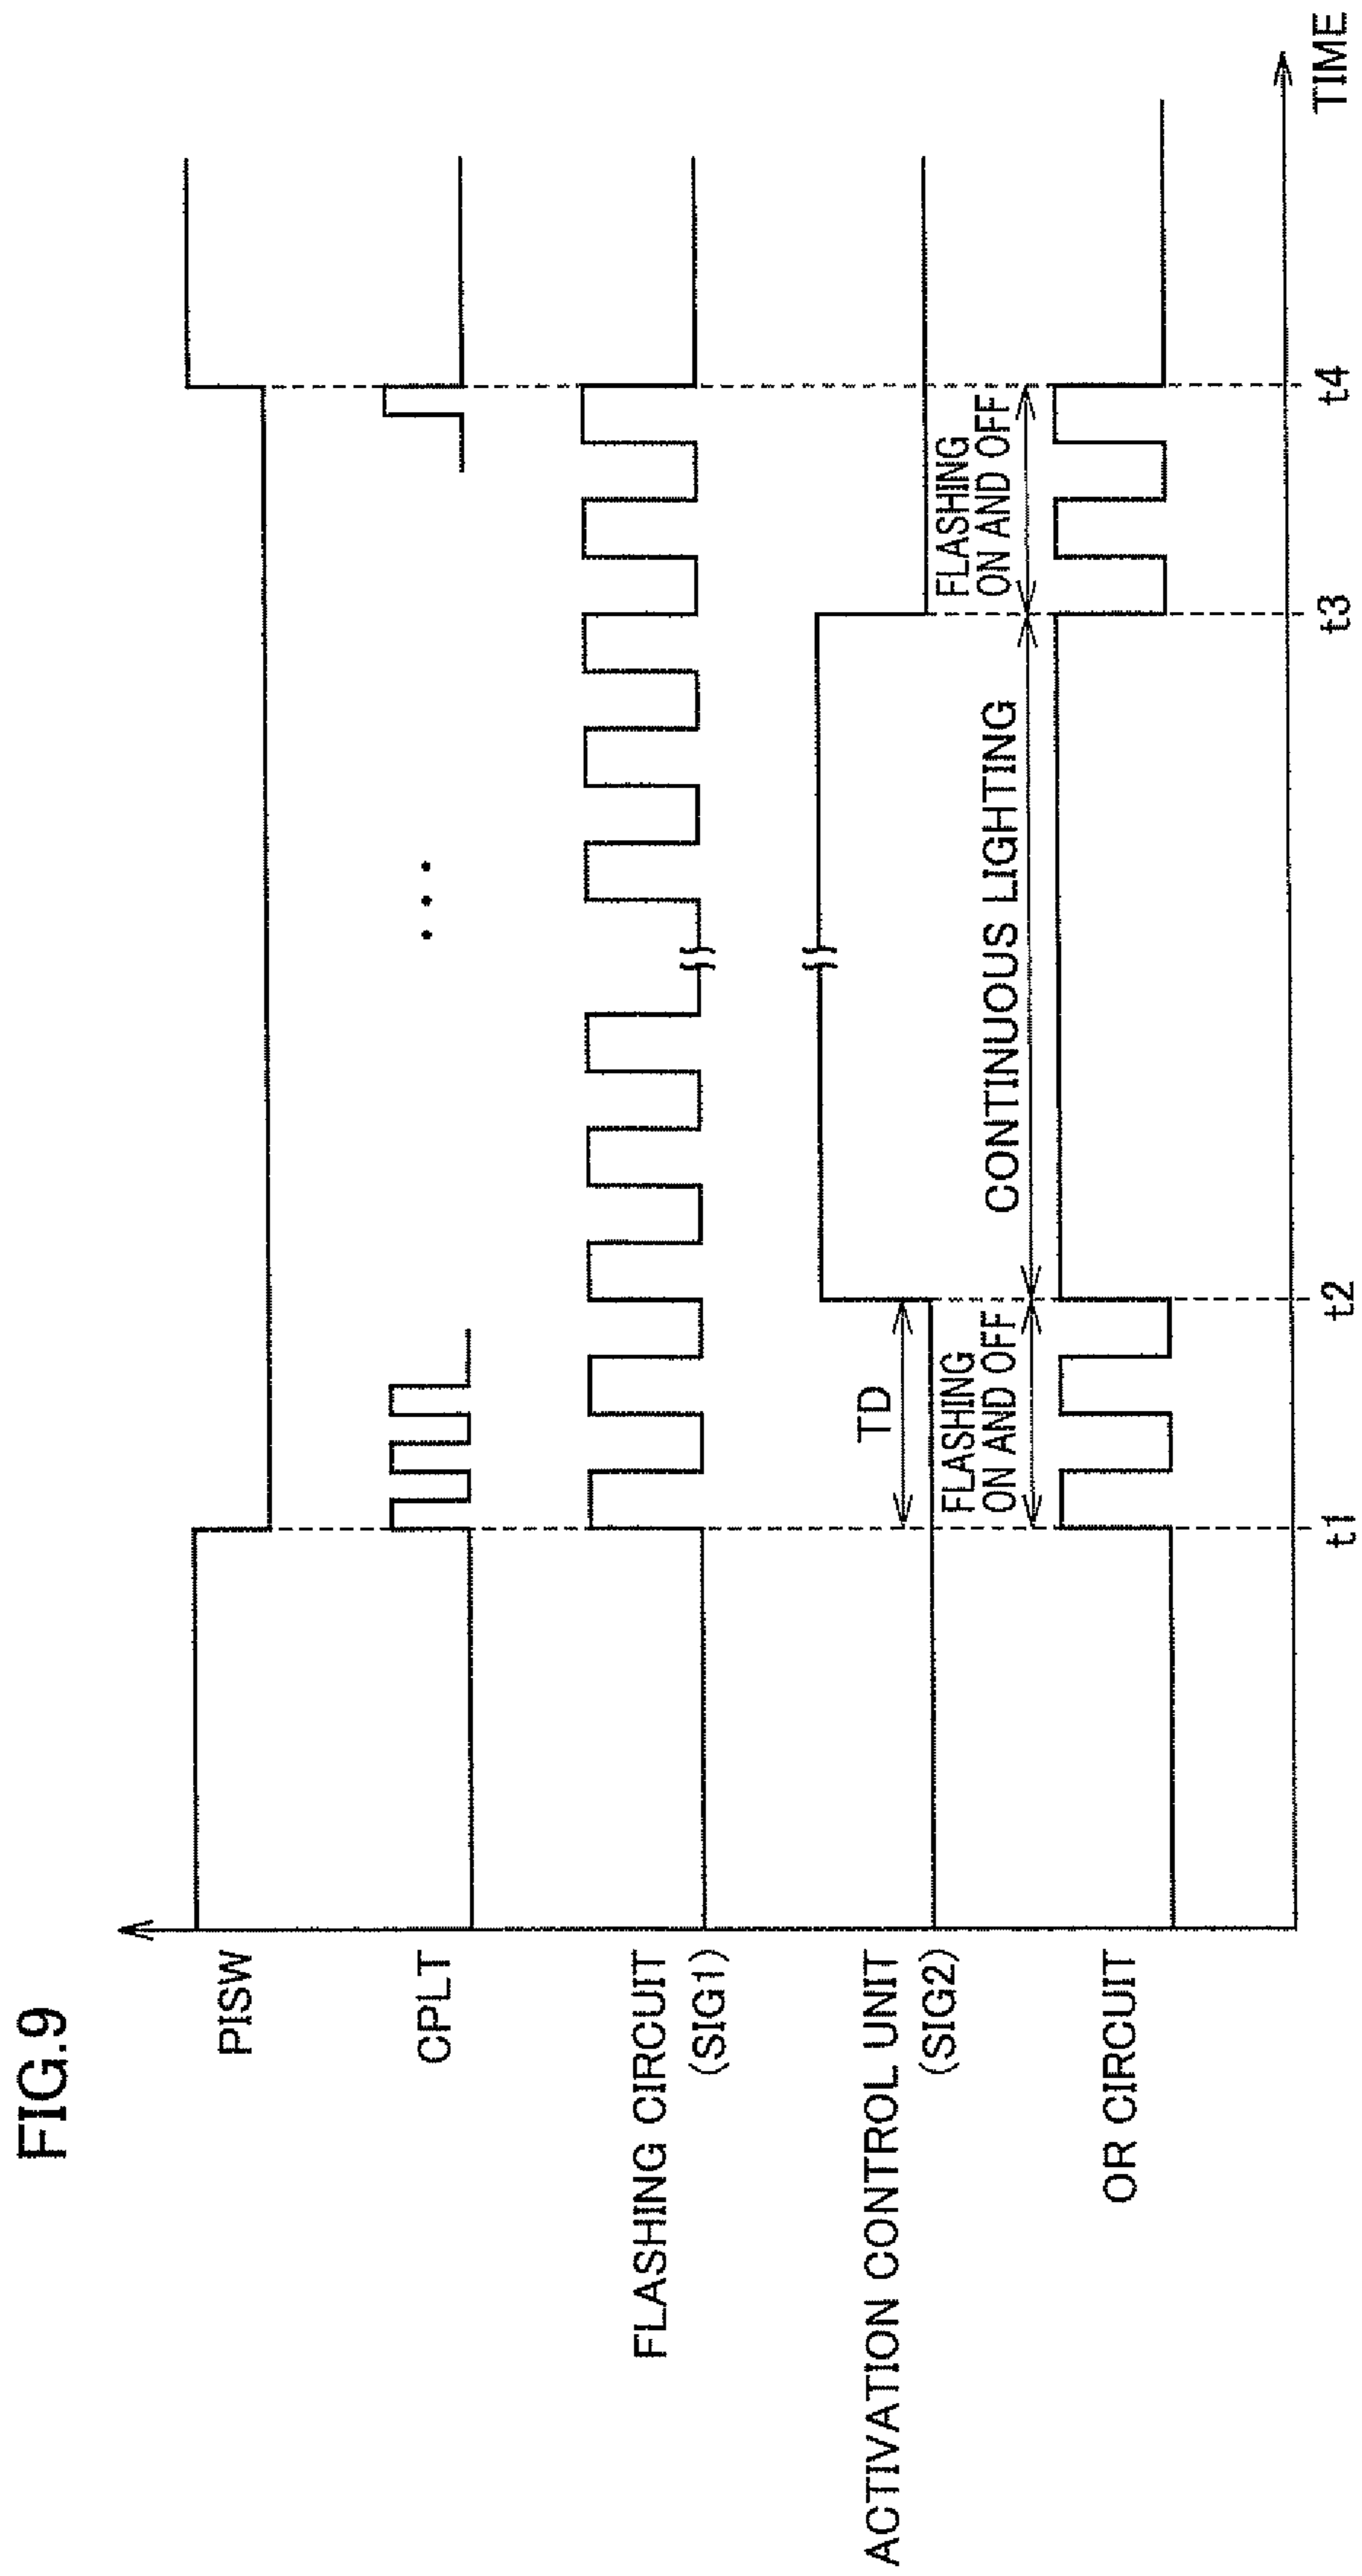 FIG.9
PISW
CPLT
FLASHING CIRCUIT
(SIG1)
ACTIVATION CONTROL UNIT
(SIG2)
OR CIRCUIT
TD
FLASHING
ON AND OFF
CONTINUOUS LIGHTING
FLASHING
ON AND OFF
t1
t2
t3
t4
TIME